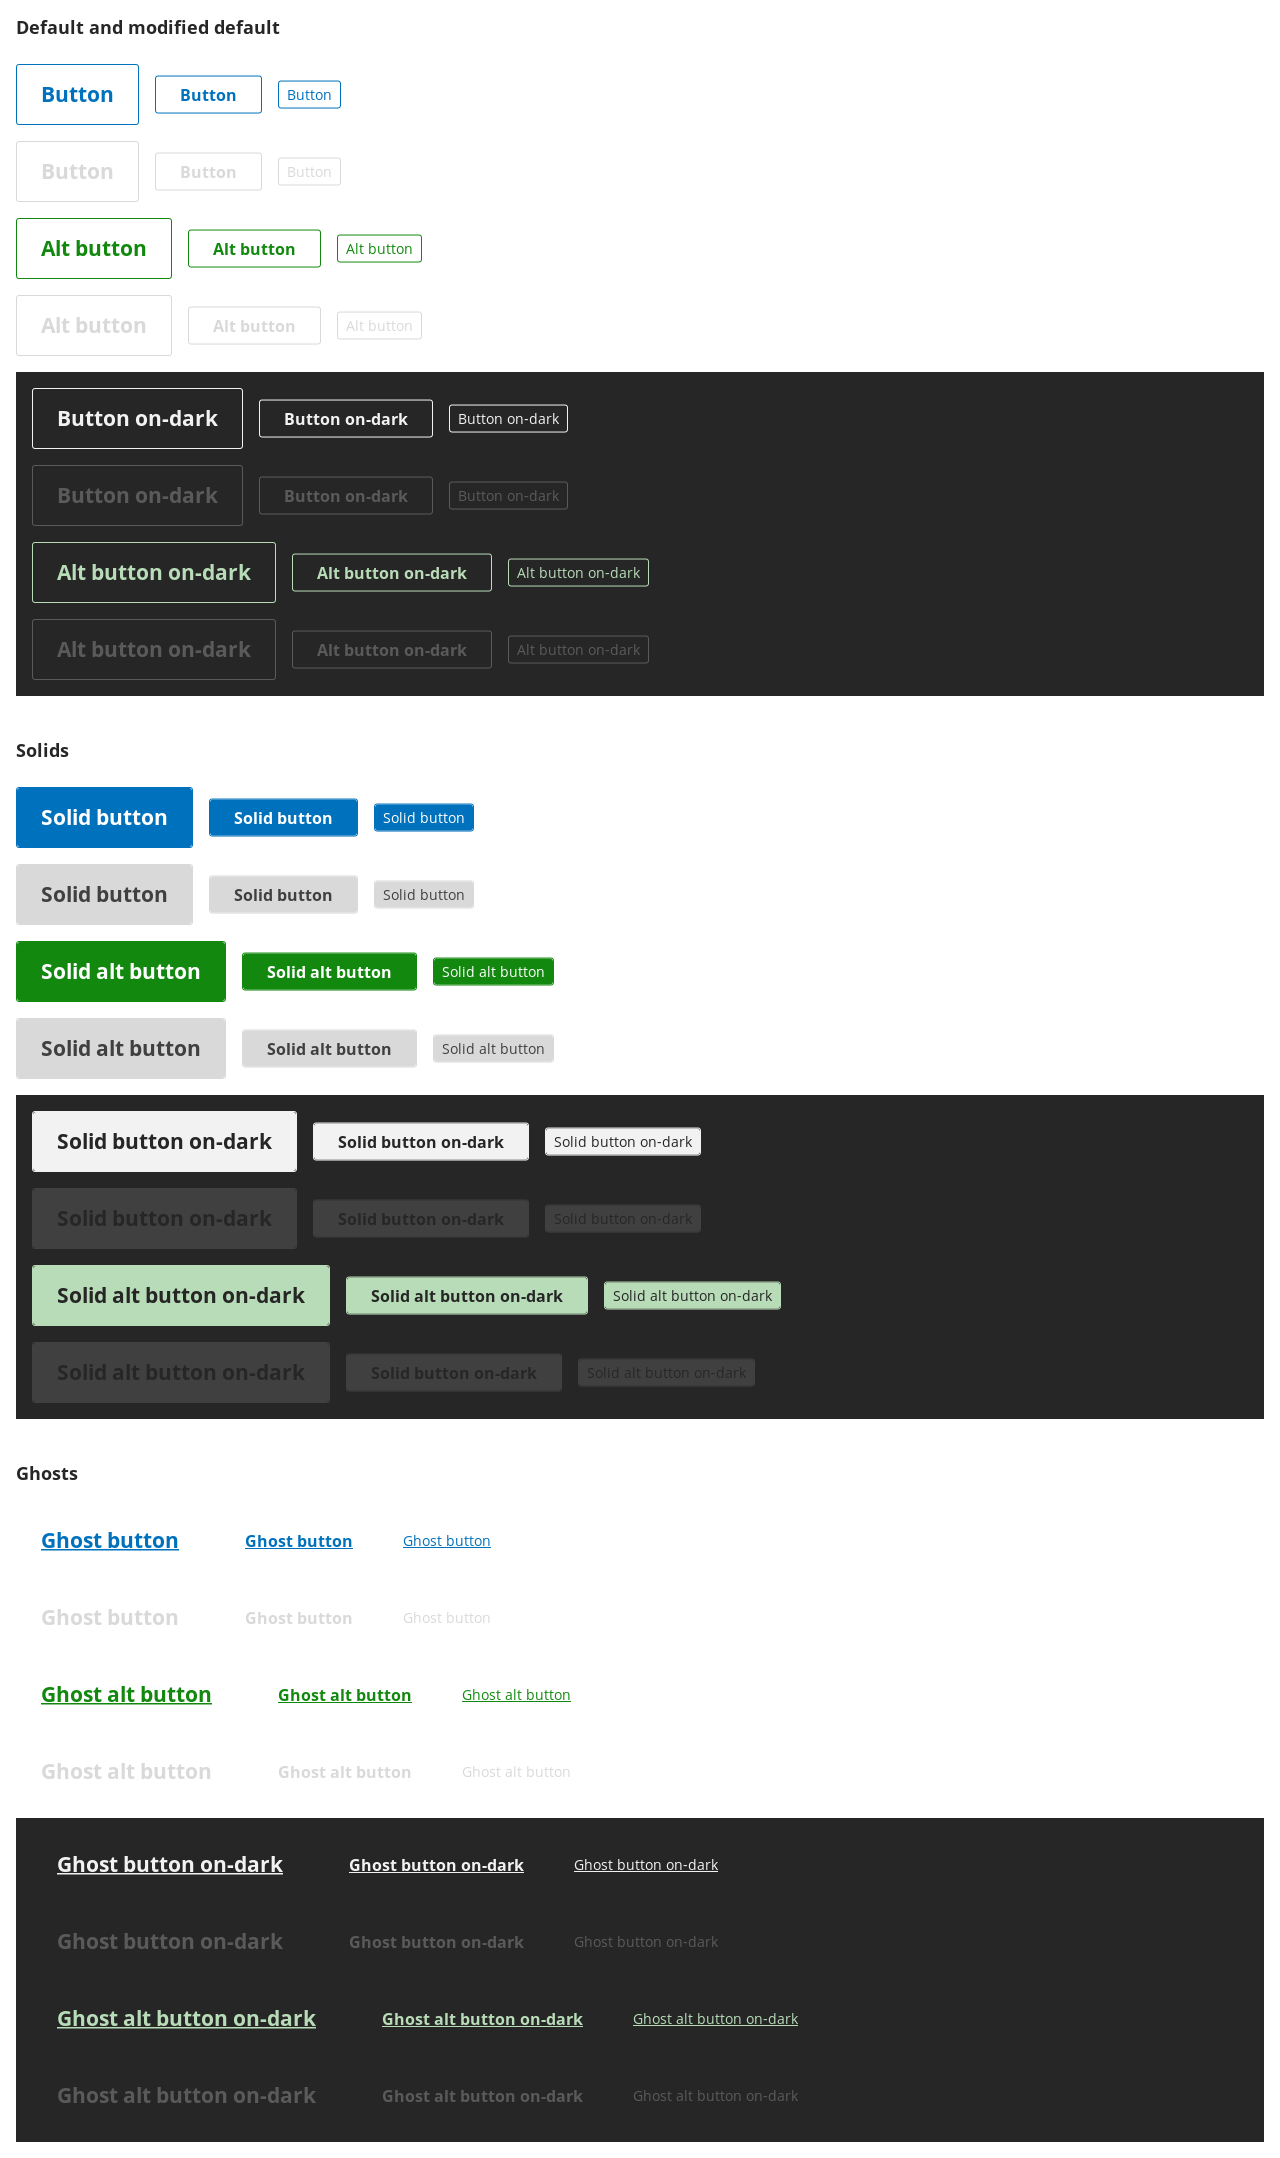 Default and modified default
Button Button Button
Button Button Button
Alt button Alt button Alt button
Alt button Alt button Alt button
Button on-dark Button on-dark Button on-dark
Button on-dark Button on-dark Button on-dark
Alt button on-dark Alt button on-dark Alt button on-dark
Alt button on-dark Alt button on-dark Alt button on-dark
Solids
Solid button Solid button Solid button
Solid button Solid button Solid button
Solid alt button Solid alt button Solid alt button
Solid alt button Solid alt button Solid alt button
Solid button on-dark Solid button on-dark Solid button on-dark
Solid button on-dark Solid button on-dark Solid button on-dark
Solid alt button on-dark Solid alt button on-dark Solid alt button on-dark
Solid alt button on-dark Solid button on-dark Solid alt button on-dark
Ghosts
Ghost button Ghost button Ghost button
Ghost button Ghost button Ghost button
Ghost alt button Ghost alt button Ghost alt button
Ghost alt button Ghost alt button Ghost alt button
Ghost button on-dark Ghost button on-dark Ghost button on-dark
Ghost button on-dark Ghost button on-dark Ghost button on-dark
Ghost alt button on-dark Ghost alt button on-dark Ghost alt button on-dark
Ghost alt button on-dark Ghost alt button on-dark Ghost alt button on-dark